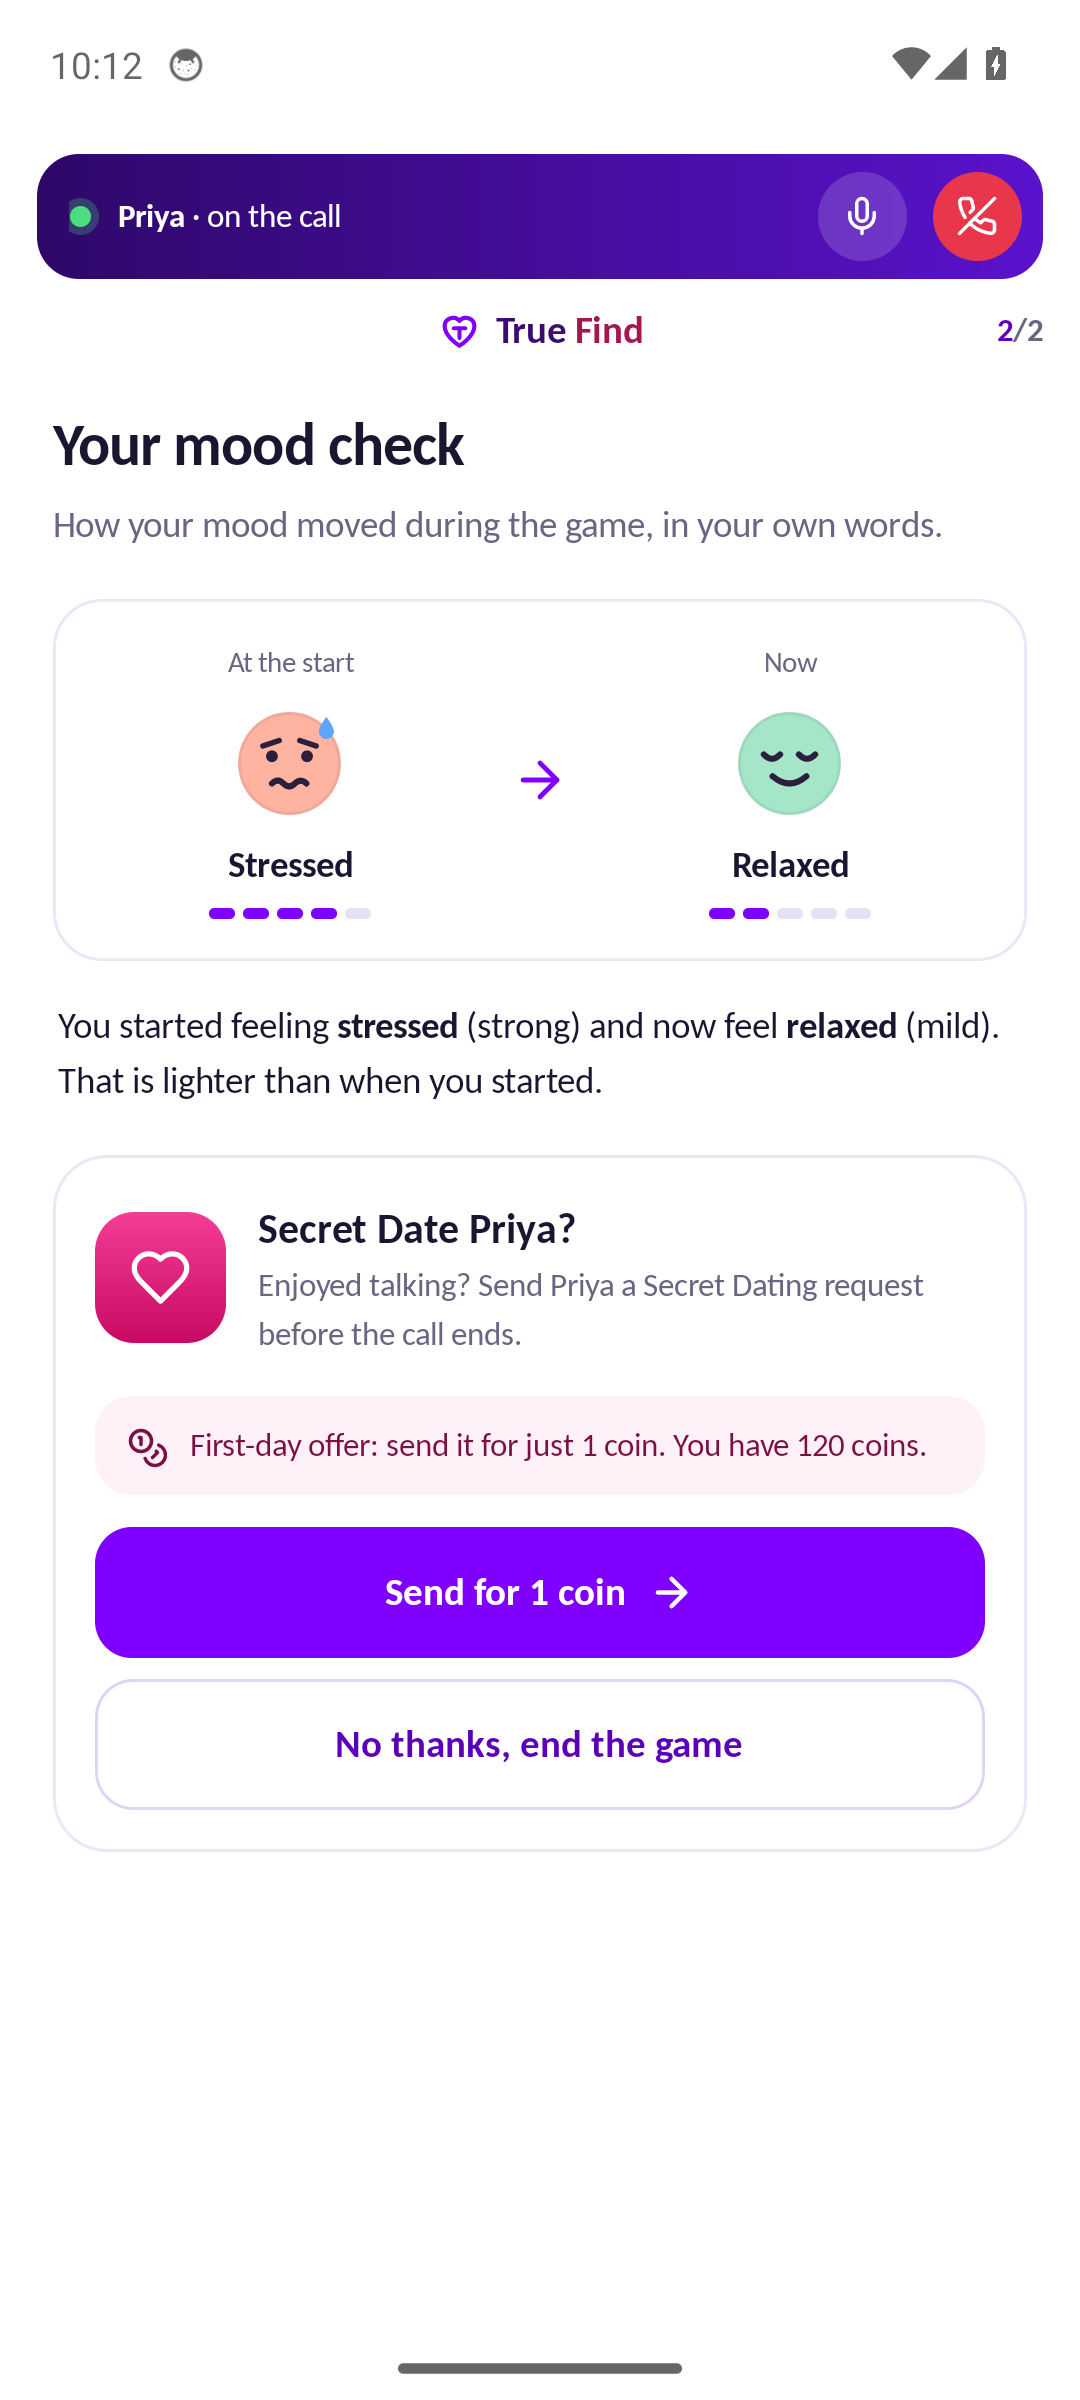 10:12
Priya · on the call
True Find
2/2
Your mood check
How your mood moved during the game, in your own words.
At the start
Now
Stressed
Relaxed
You started feeling stressed (strong) and now feel relaxed (mild).
That is lighter than when you started.
Secret Date Priya?
Enjoyed talking? Send Priya a Secret Dating request
before the call ends.
First-day offer: send it for just 1 coin. You have 120 coins.
Send for 1 coin
No thanks, end the game